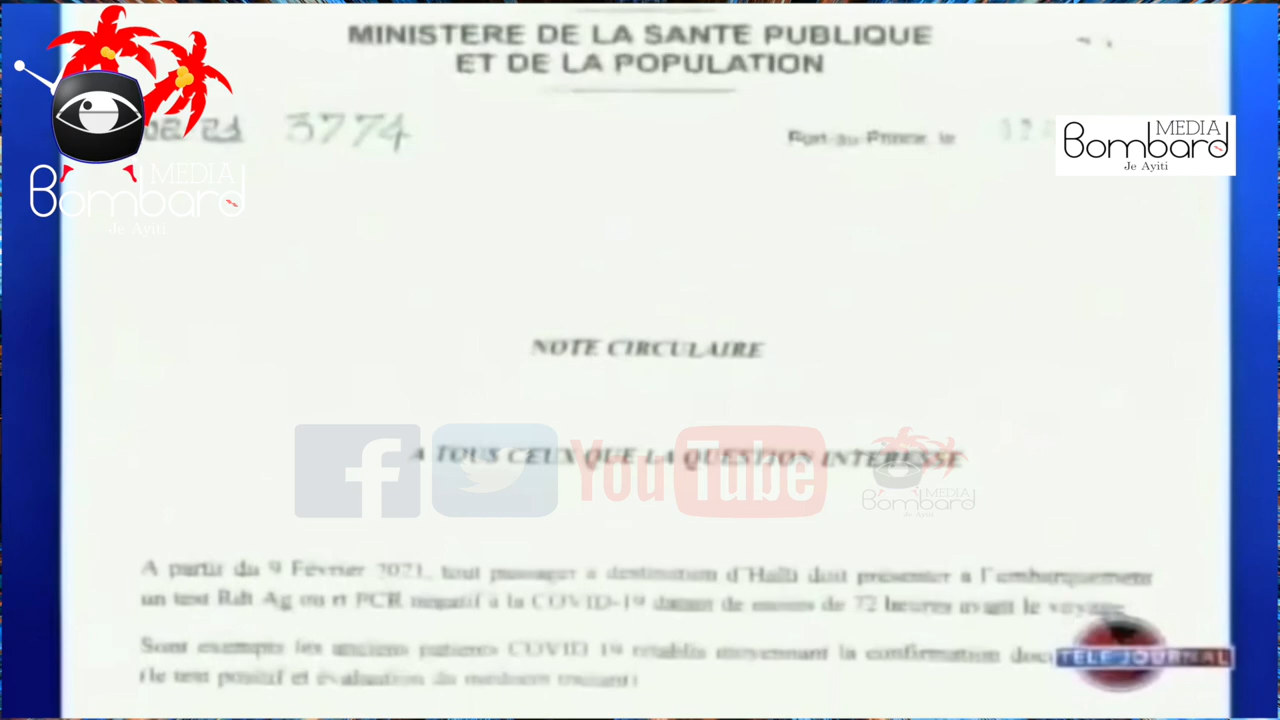 MINISTERE DE LA SANTE PUBLIQUE
ET DE LA POPULATION
3774
Port-au-Prince, le
MEDIA
Bombard
Je Ayiti
MEDIA
Bombard
Je Ayiti
NOTE CIRCULAIRE
A TOUS CEUX QUE LA QUESTION INTERESSE
f YouTube
MEDIA
Bombard
Je Ayiti
A partir du 9 Février 2021, tout passager a destination d'Haïti doit présenter a l'embarquement
un test Rdt Ag ou rt PCR négatif a la COVID-19 datant de moins de 72 heures avant le voyage
Sont exempts les anciens patients COVID 19 rétablis moyennant la confirmation
(le test positif et évaluation du médecin traitant)
TELE JOURNAL